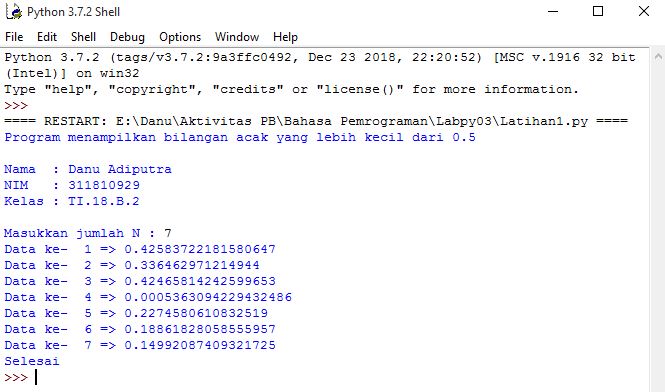 Python 3.7.2 Shell
File Edit Shell Debug Options Window Help
Python 3.7.2 (tags/v3.7.2:9a3ffc0492, Dec 23 2018, 22:20:52) [MSC v.1916 32 bit
(Intel)] on win32
Type "help", "copyright", "credits" or "license()" for more information.
>>>
==== RESTART: E:\Danu\Aktivitas PB\Bahasa Pemrograman\Labpy03\Latihan1.py ====
Program menampilkan bilangan acak yang lebih kecil dari 0.5
Nama : Danu Adiputra
NIM : 311810929
Kelas : TI.18.B.2
Masukkan jumlah N : 7
Data ke- 1 => 0.42583722181580647
Data ke- 2 => 0.336462971214944
Data ke- 3 => 0.42465814242599653
Data ke- 4 => 0.0005363094229432486
Data ke- 5 => 0.2274580610832519
Data ke- 6 => 0.18861828058555957
Data ke- 7 => 0.14992087409321725
Selesai
>>>